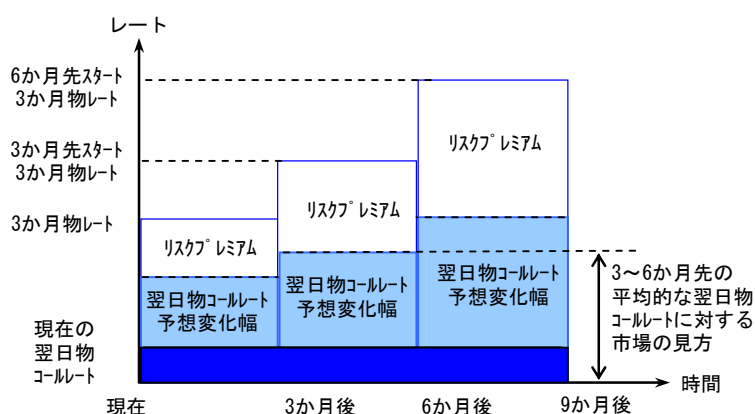 レート
6か月先スタート
3か月物レート
3か月先スタート
3か月物レート
3か月物レート
リスクプレミアム
リスクプレミアム
リスクプレミアム
翌日物コールレート
予想変化幅
翌日物コールレート
予想変化幅
翌日物コールレート
予想変化幅
3～6か月先の
平均的な翌日物
コールレートに対する
市場の見方
現在の
翌日物
コールレート
時間
現在
3か月後
6か月後
9か月後